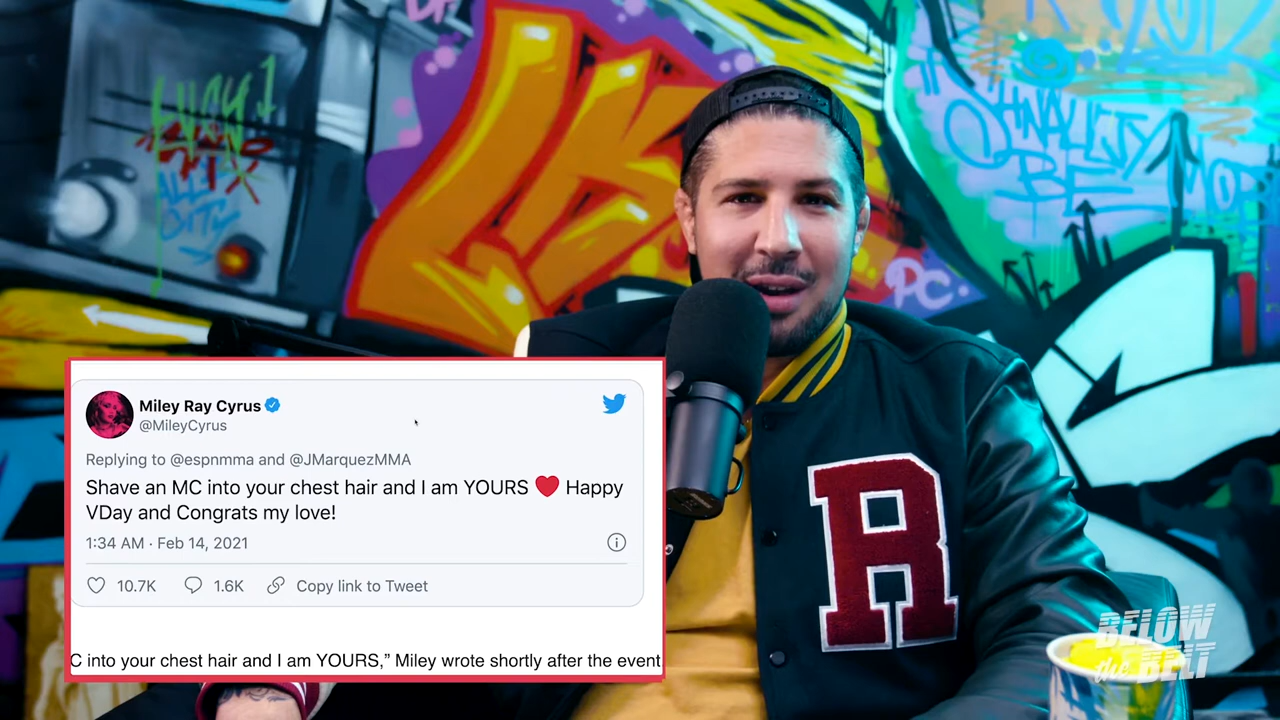 Miley Ray Cyrus
@MileyCyrus
Replying to @espnmma and @JMarquezMMA
Shave an MC into your chest hair and I am YOURS ❤️ Happy
VDay and Congrats my love!
1:34 AM · Feb 14, 2021
10.7K 1.6K Copy link to Tweet
C into your chest hair and I am YOURS,” Miley wrote shortly after the event
PC.
R
BELOW
the BELT